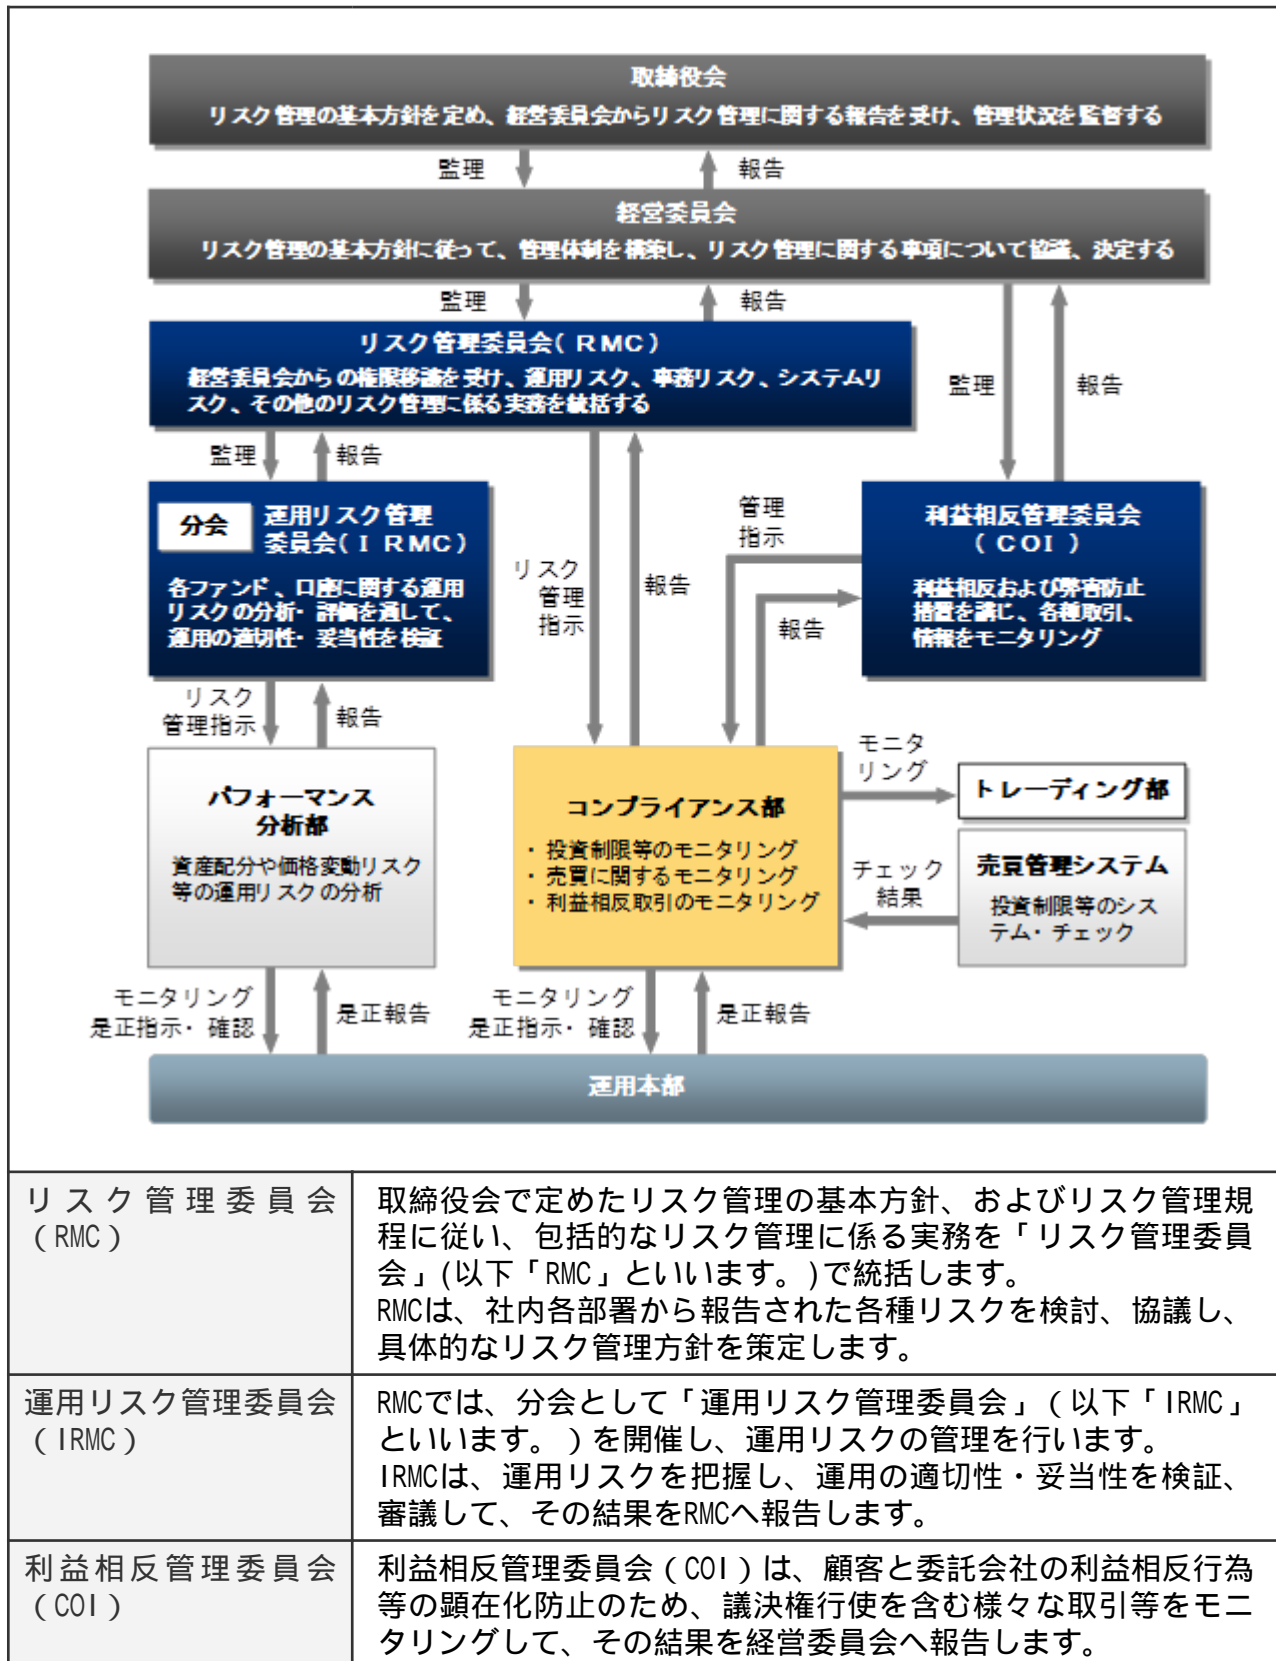 取締役会
リスク管理の基本方針を定め、経営委員会からリスク管理に関する報告を受け、管理状況を監督する
監理
報告
経営委員会
リスク管理の基本方針に従って、管理体制を構築し、リスク管理に関する事項について協議、決定する
監理
報告
リスク管理委員会(RMC)
経営委員会からの権限移譲を受け、運用リスク、事務リスク、システムリ
スク、その他のリスク管理に係る実務を統括する
監理
報告
監理
報告
分会
運用リスク管理
委員会(IRMC)
各ファンド、口座に関する運用
リスクの分析・評価を通して、
運用の適切性・妥当性を検証
リスク
管理
指示
報告
管理
指示
報告
利益相反管理委員会
(COI)
利益相反および弊害防止
措置を講じ、各種取引、
情報をモニタリング
リスク
管理指示
報告
パフォーマンス
分析部
資産配分や価格変動リスク
等の運用リスクの分析
コンプライアンス部
・投資制限等のモニタリング
・売買に関するモニタリング
・利益相反取引のモニタリング
モニタ
リング
トレーディング部
チェック
結果
売買管理システム
投資制限等のシス
テム・チェック
モニタリング
是正指示・確認
是正報告
モニタリング
是正指示・確認
是正報告
運用本部
リスク管理委員会
(RMC)
取締役会で定めたリスク管理の基本方針、およびリスク管理規
程に従い、包括的なリスク管理に係る実務を「リスク管理委員
会」(以下「RMC」といいます。)で統括します。
RMCは、社内各部署から報告された各種リスクを検討、協議し、
具体的なリスク管理方針を策定します。
運用リスク管理委員会
(IRMC)
RMCでは、分会として「運用リスク管理委員会」(以下「IRMC」
といいます。)を開催し、運用リスクの管理を行います。
IRMCは、運用リスクを把握し、運用の適切性・妥当性を検証、
審議して、その結果をRMCへ報告します。
利益相反管理委員会
(COI)
利益相反管理委員会(COI)は、顧客と委託会社の利益相反行為
等の顕在化防止のため、議決権行使を含む様々な取引等をモニ
タリングして、その結果を経営委員会へ報告します。